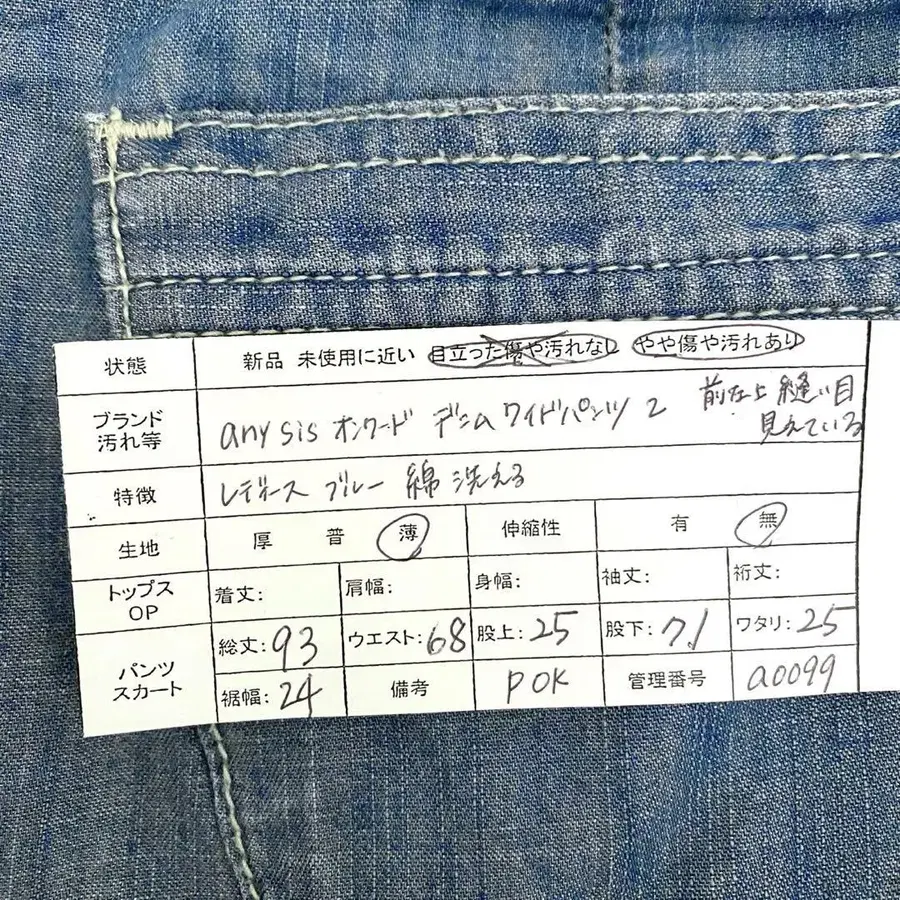 状態 新品 未使用に近い 目立った傷や汚れなし やや傷や汚れあり
ブランド 汚れ等 any sis オンワード デニムワイドパンツ 2 前左上 縫い目 見えている
特徴 レディース ブルー 綿 洗える
生地 厚 普 薄 伸縮性 有 無
トップス OP 着丈: 肩幅: 身幅: 袖丈: 裄丈:
パンツ スカート 総丈:93 ウエスト:68 股上:25 股下:71 ワタリ:25
裾幅:24 備考 POK 管理番号 a0099